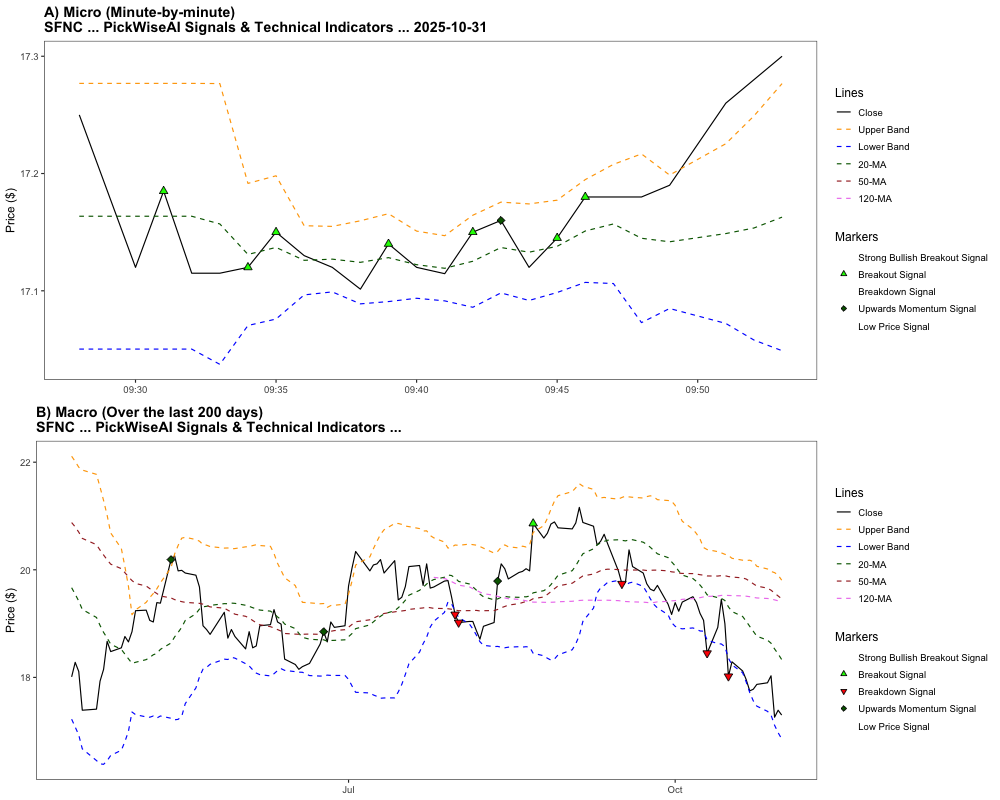 A) Micro (Minute-by-minute)
SFNC ... PickWiseAI Signals & Technical Indicators ... 2025-10-31
Price ($)
17.3
17.2
17.1
09:30
09:35
09:40
09:45
09:50
Lines
Close
Upper Band
Lower Band
20-MA
50-MA
120-MA
Markers
Strong Bullish Breakout Signal
Breakout Signal
Breakdown Signal
Upwards Momentum Signal
Low Price Signal
B) Macro (Over the last 200 days)
SFNC ... PickWiseAI Signals & Technical Indicators ...
Price ($)
22
20
18
Jul
Oct
Lines
Close
Upper Band
Lower Band
20-MA
50-MA
120-MA
Markers
Strong Bullish Breakout Signal
Breakout Signal
Breakdown Signal
Upwards Momentum Signal
Low Price Signal